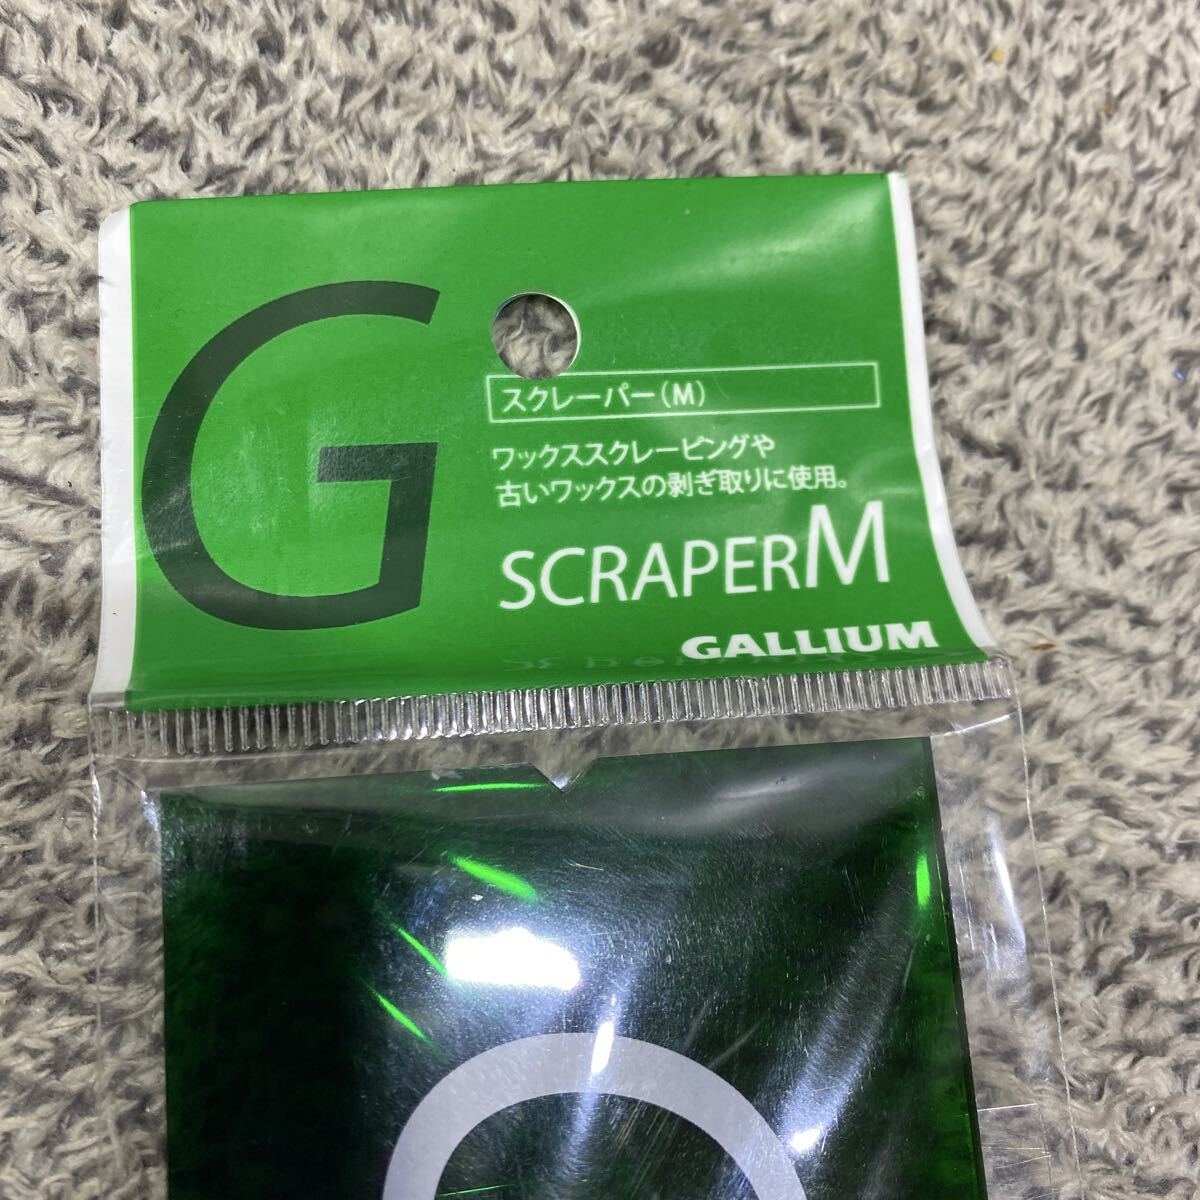 G
スクレーパー(M)
ワックススクレーピングや
古いワックスの剥ぎ取りに使用。
SCRAPERM
GALLIUM